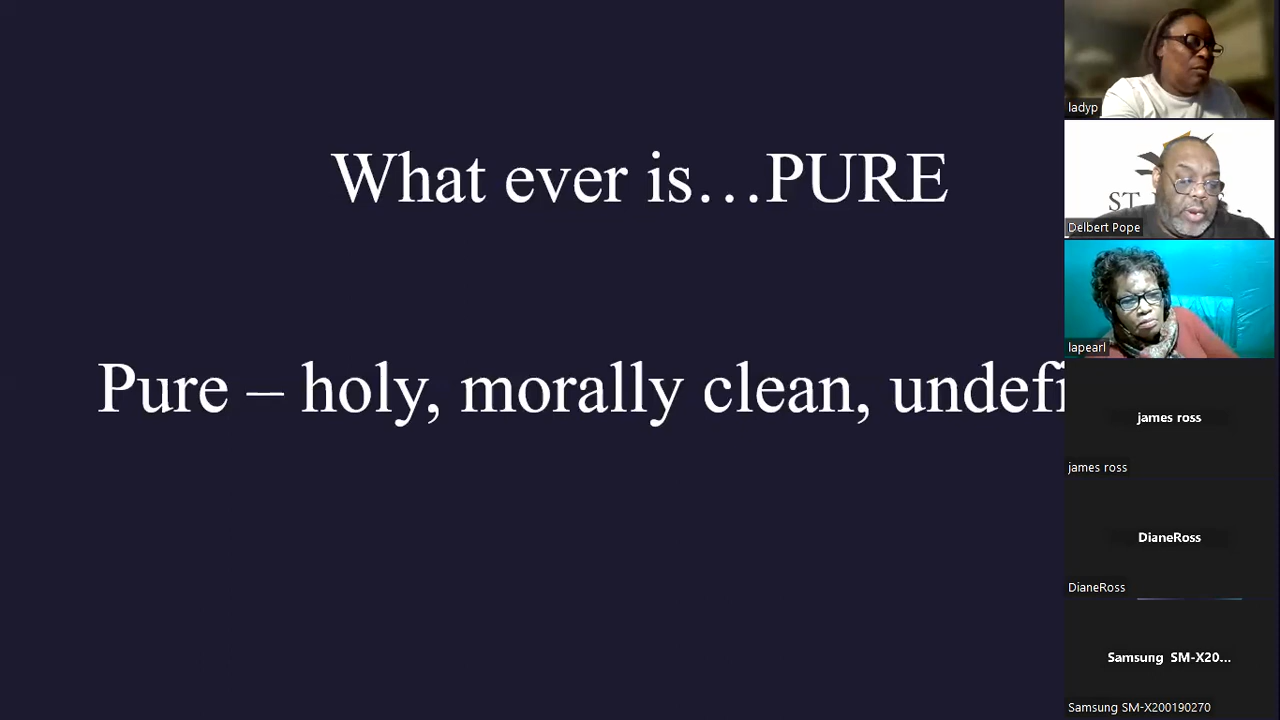 What ever is…PURE
Pure – holy, morally clean,
ladyp
ST.
Delbert Pope
lapearl
james ross
james ross
DianeRoss
DianeRoss
Samsung SM-X20...
Samsung SM-X200190270